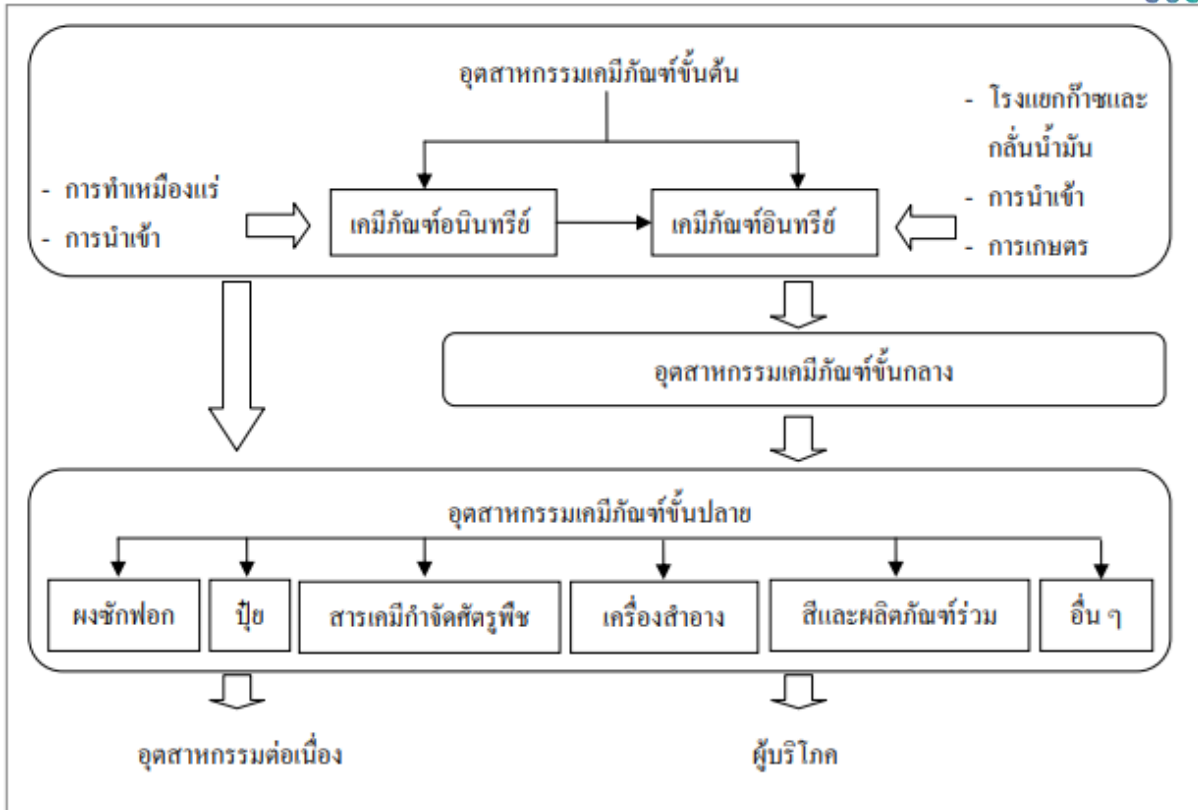 อุตสาหกรรมเคมีภัณฑ์ขั้นต้น
- โรงแยกก๊าซและ
กลั่นน้ำมัน
- การนำเข้า
- การเกษตร
- การทำเหมืองแร่
- การนำเข้า
เคมีภัณฑ์อนินทรีย์
เคมีภัณฑ์อินทรีย์
อุตสาหกรรมเคมีภัณฑ์ขั้นกลาง
อุตสาหกรรมเคมีภัณฑ์ขั้นปลาย
ผงซักฟอก
ปุ๋ย
สารเคมีกำจัดศัตรูพืช
เครื่องสำอาง
สีและผลิตภัณฑ์ร่วม
อื่น ๆ
อุตสาหกรรมต่อเนื่อง
ผู้บริโภค